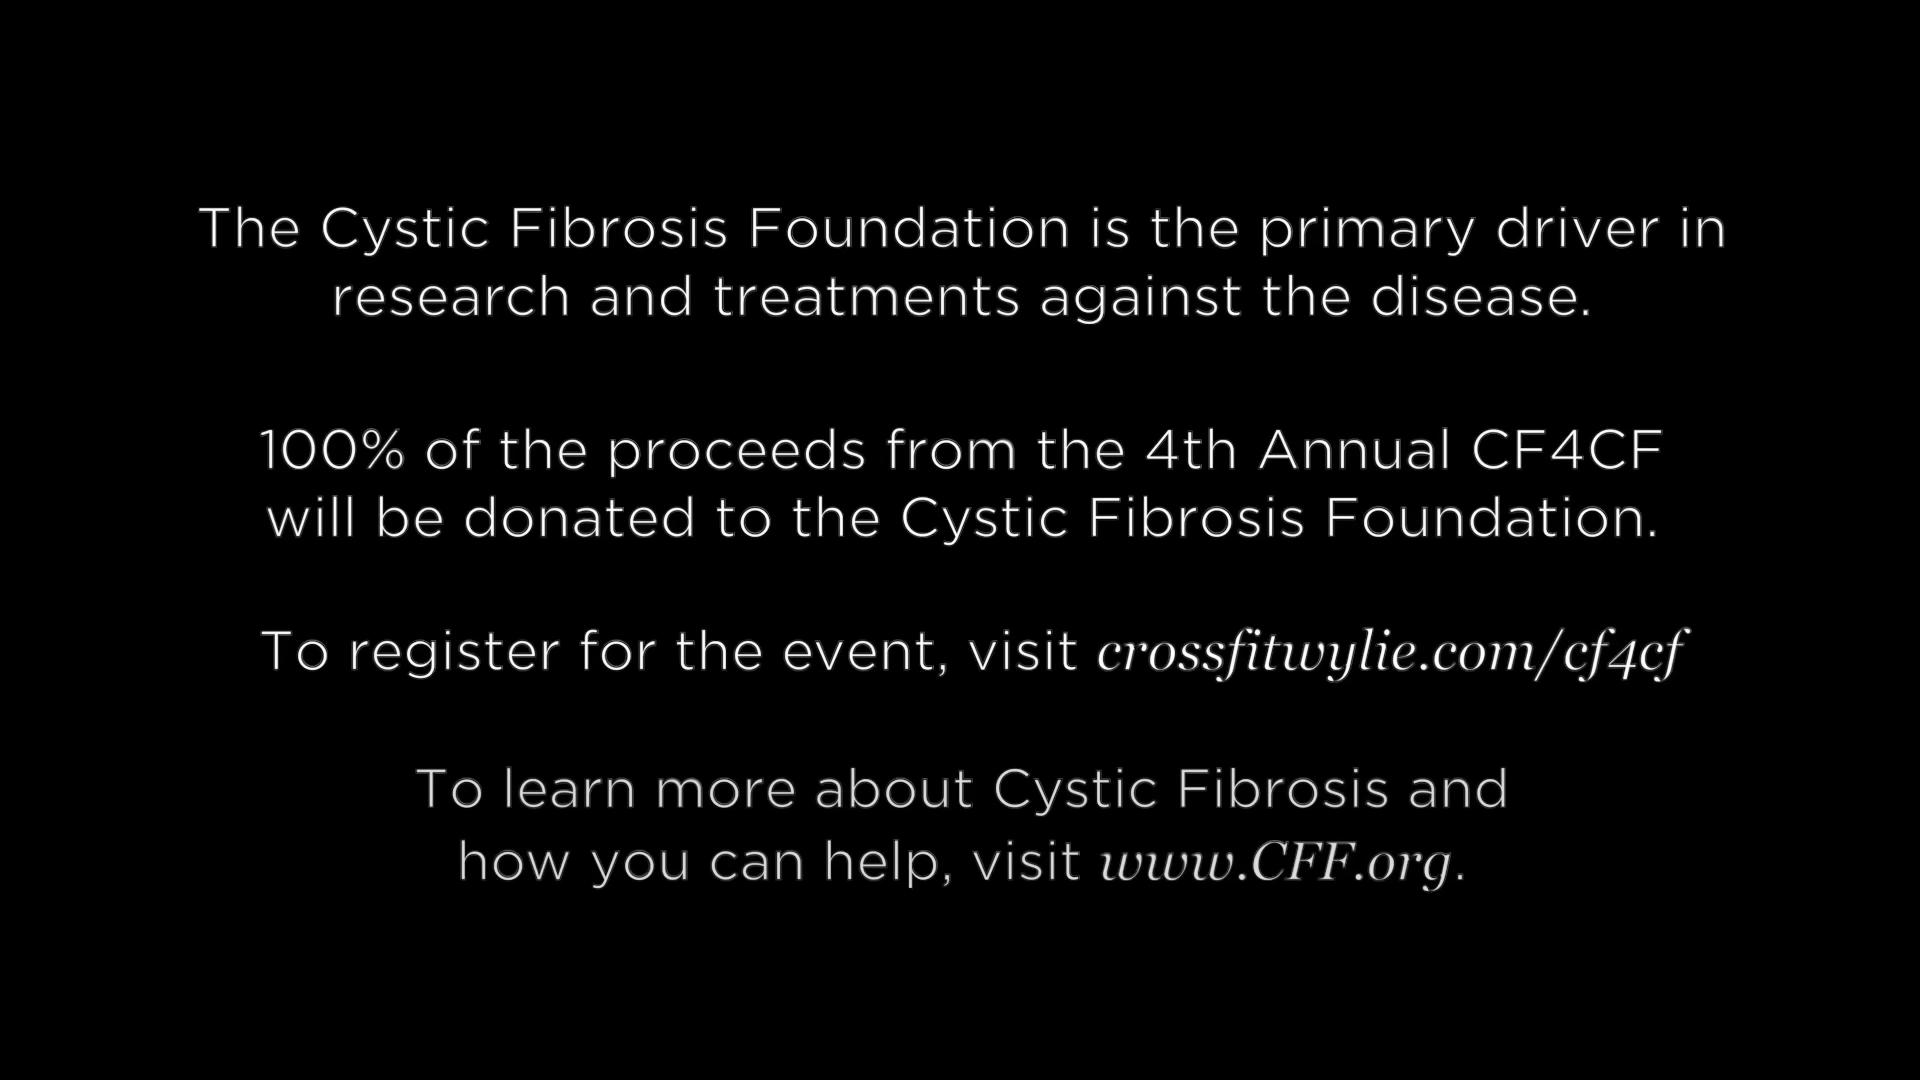 The Cystic Fibrosis Foundation is the primary driver in
research and treatments against the disease.
100% of the proceeds from the 4th Annual CF4CF
will be donated to the Cystic Fibrosis Foundation.
To register for the event, visit crossfitwylie.com/cf4cf
To learn more about Cystic Fibrosis and
how you can help, visit www.CFF.org.